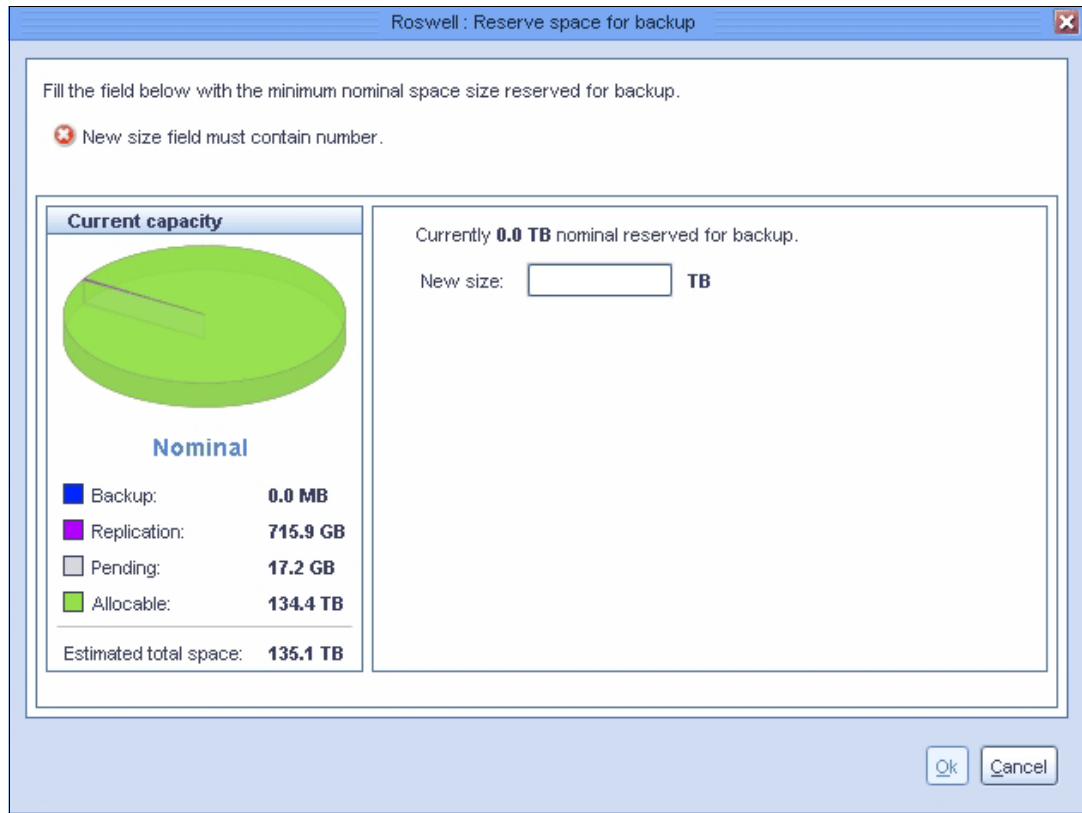 Roswell : Reserve space for backup
Fill the field below with the minimum nominal space size reserved for backup.
New size field must contain number.
Current capacity
Nominal
Backup: 0.0 MB
Replication: 715.9 GB
Pending: 17.2 GB
Allocable: 134.4 TB
Estimated total space: 135.1 TB
Currently 0.0 TB nominal reserved for backup.
New size: TB
Ok Cancel